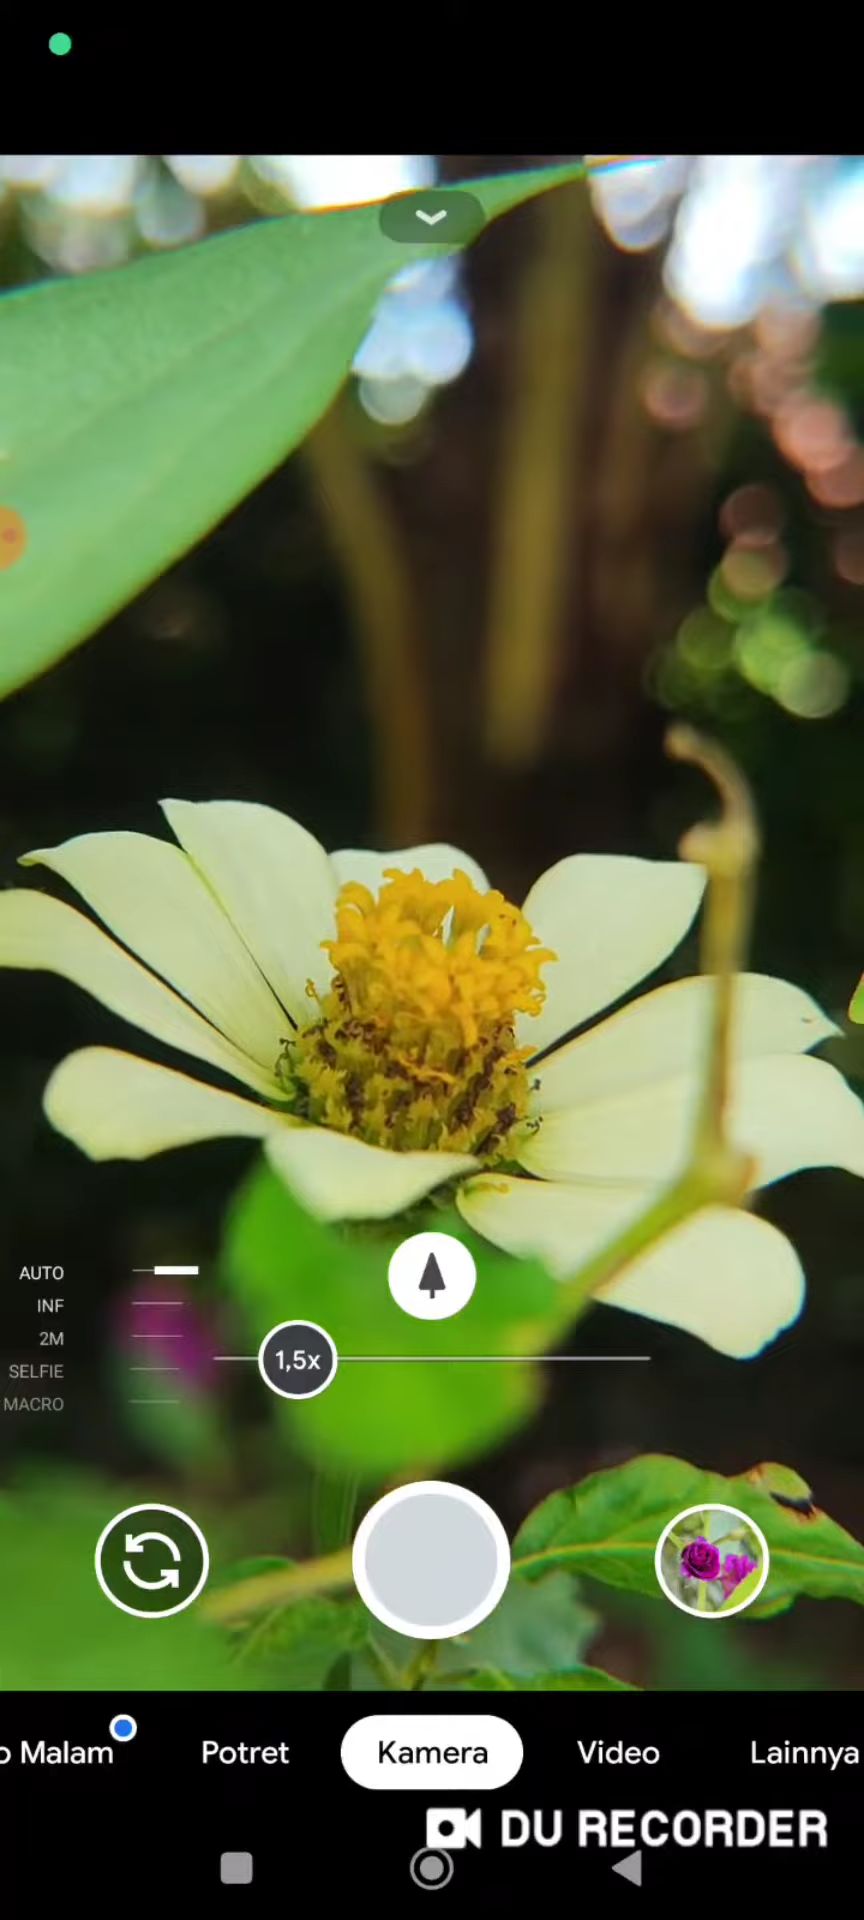 AUTO
INF
2M
SELFIE
MACRO
1,5x
o Malam
Potret
Kamera
Video
Lainnya
DU RECORDER